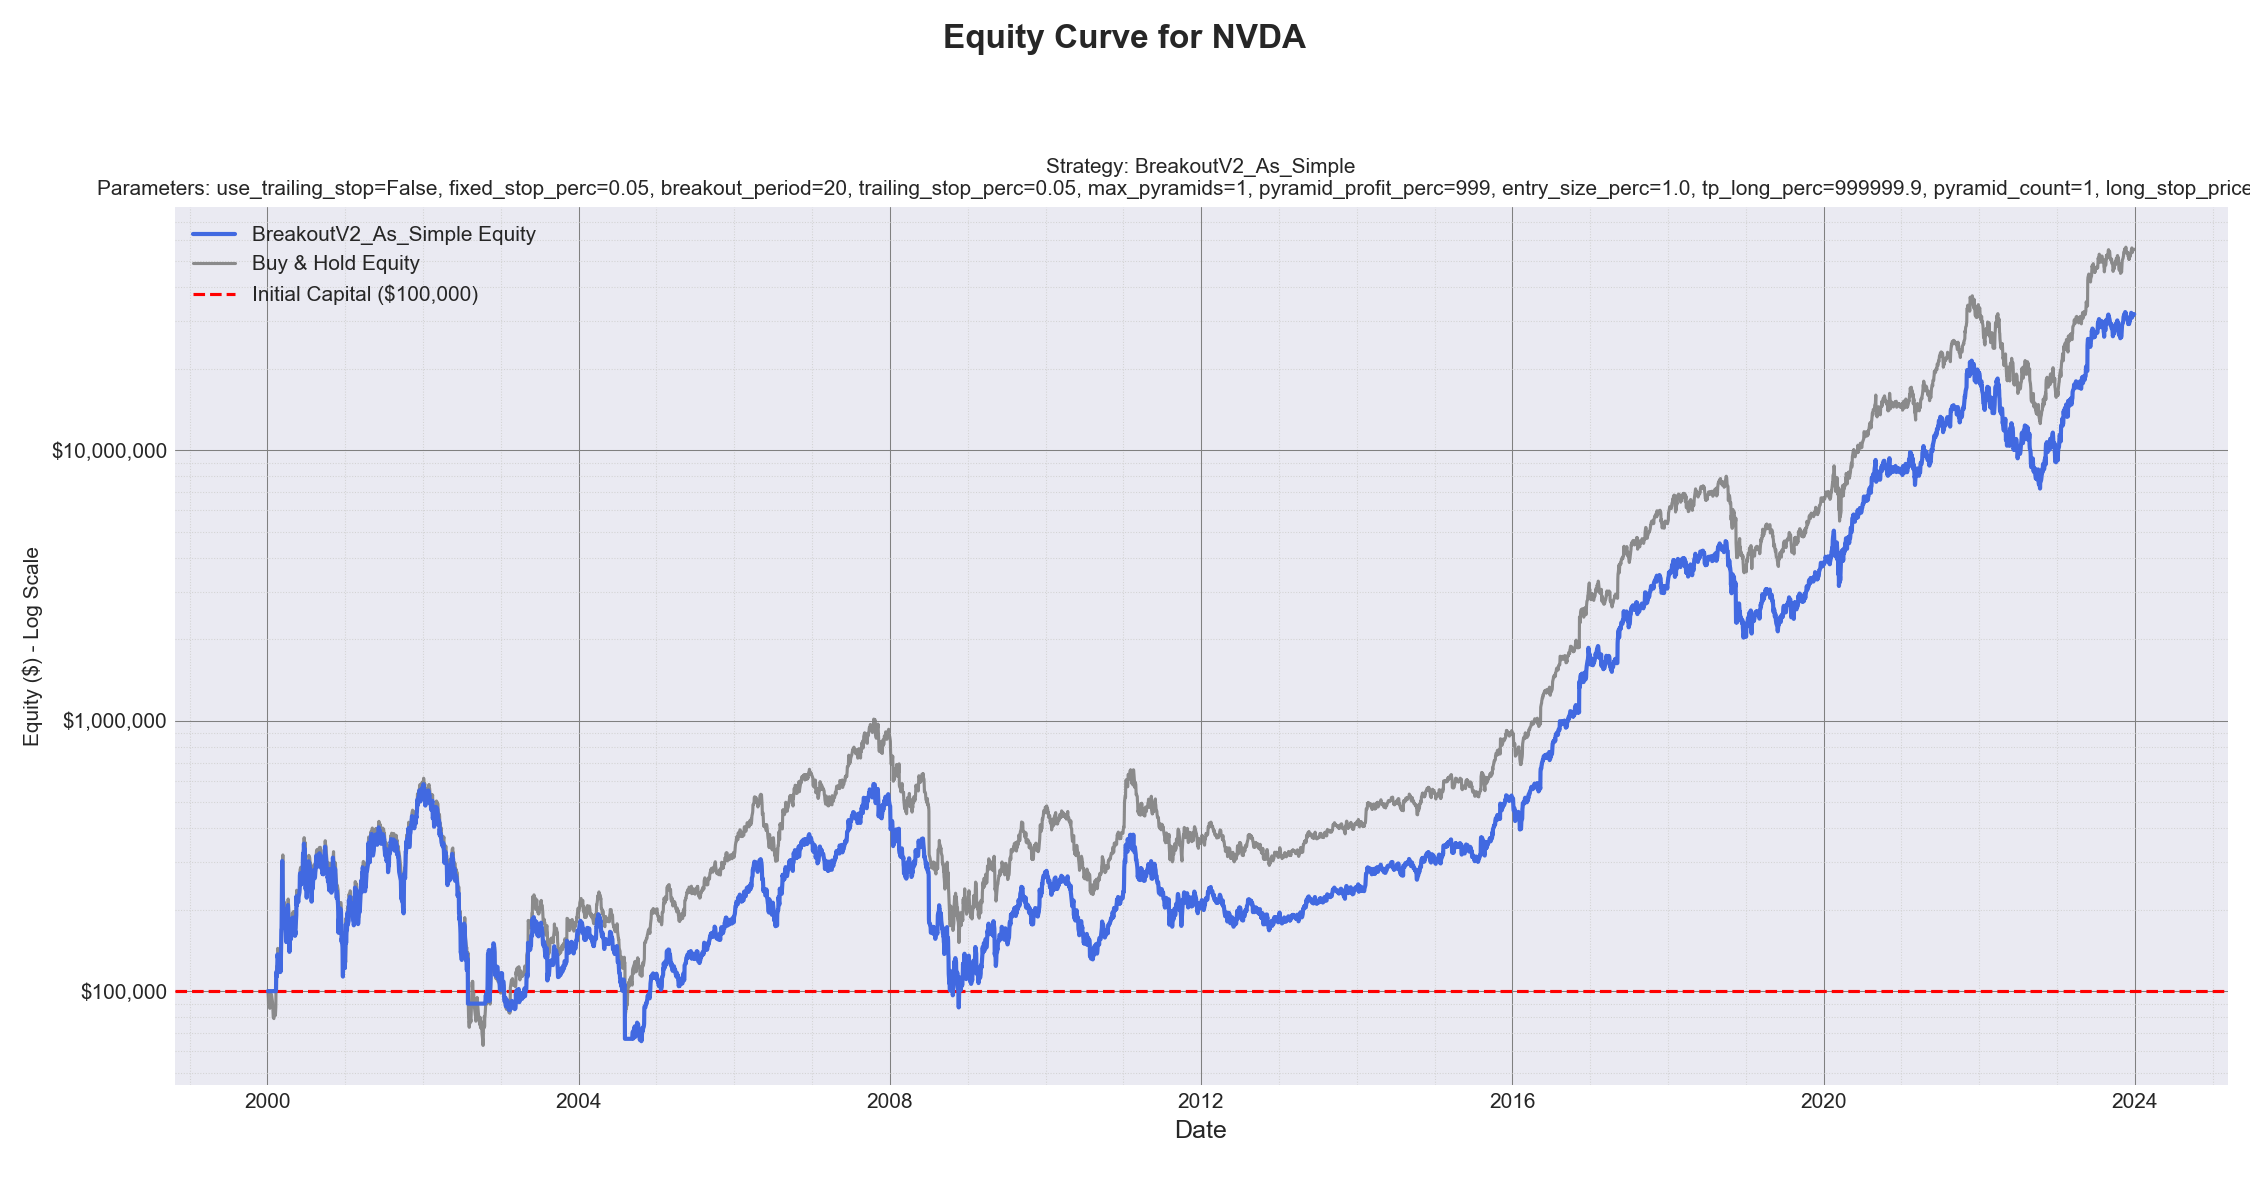 Equity Curve for NVDA
Strategy: BreakoutV2_As_Simple
Parameters: use_trailing_stop=False, fixed_stop_perc=0.05, breakout_period=20, trailing_stop_perc=0.05, max_pyramids=1, pyramid_profit_perc=999, entry_size_perc=1.0, tp_long_perc=999999.9, pyramid_count=1, long_stop_price
BreakoutV2_As_Simple Equity
Buy & Hold Equity
Initial Capital ($100,000)
$10,000,000
$1,000,000
$100,000
Equity ($) - Log Scale
2000 2004 2008 2012 2016 2020 2024
Date